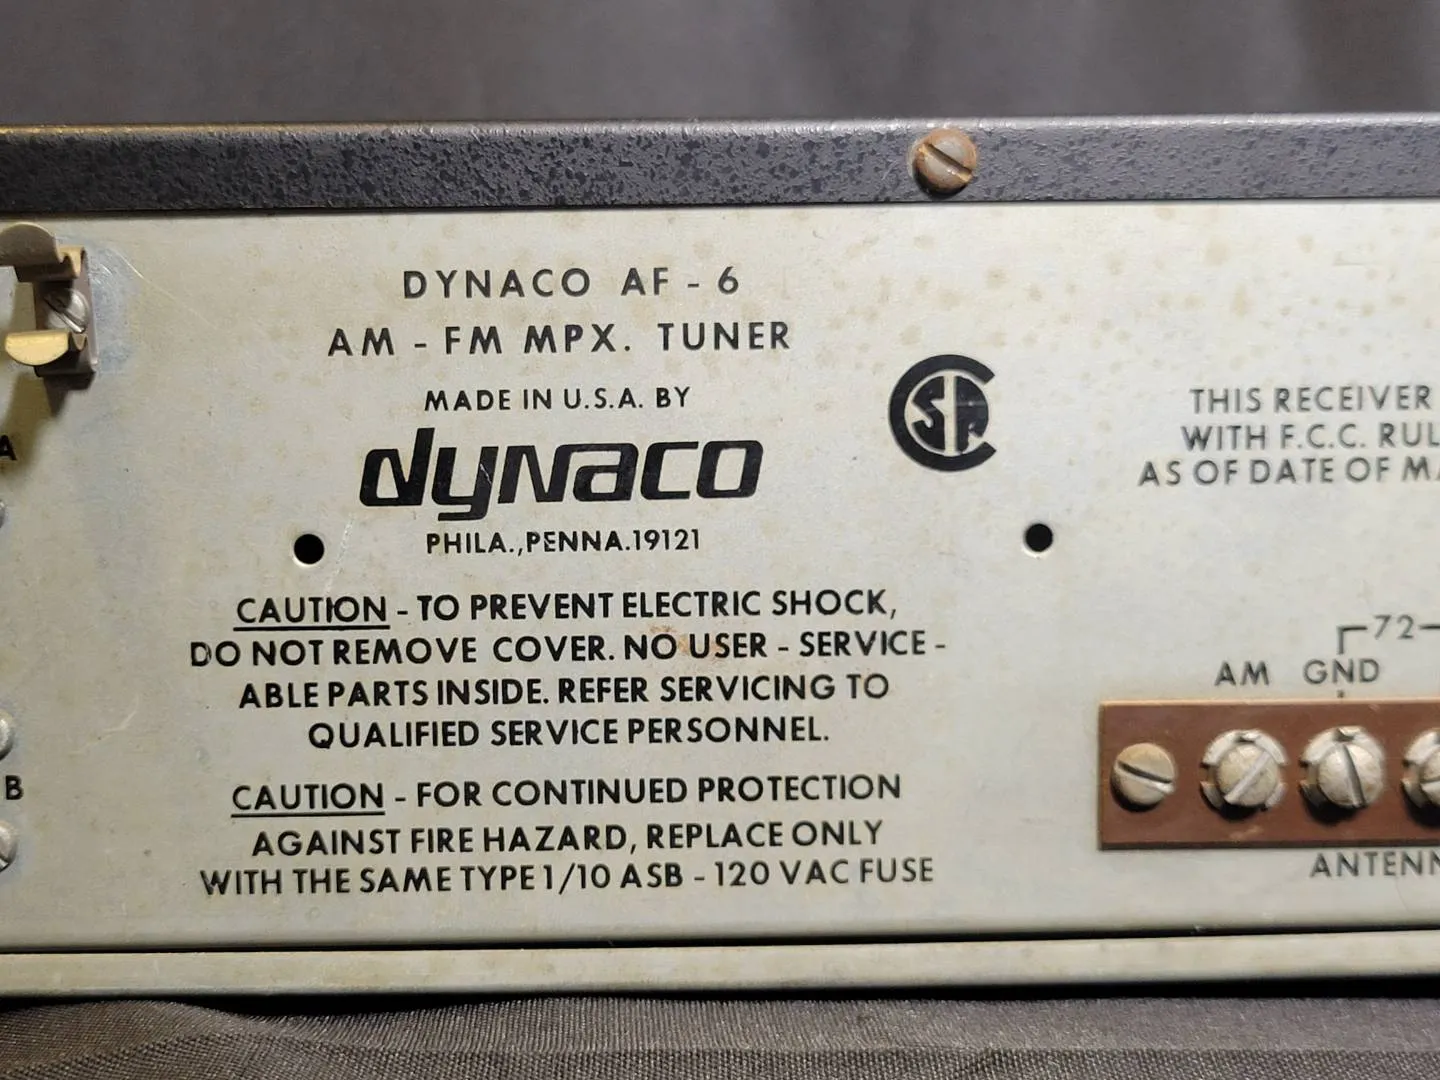 DYNACO AF - 6
AM - FM MPX. TUNER
MADE IN U.S.A. BY
dynaco
PHILA.,PENNA.19121
CAUTION - TO PREVENT ELECTRIC SHOCK,
DO NOT REMOVE COVER. NO USER - SERVICE -
ABLE PARTS INSIDE. REFER SERVICING TO
QUALIFIED SERVICE PERSONNEL.
CAUTION - FOR CONTINUED PROTECTION
AGAINST FIRE HAZARD, REPLACE ONLY
WITH THE SAME TYPE 1/10 ASB - 120 VAC FUSE
A
B
CSA
THIS RECEIVER
WITH F.C.C. RUL
AS OF DATE OF MA
72
AM GND
ANTENN